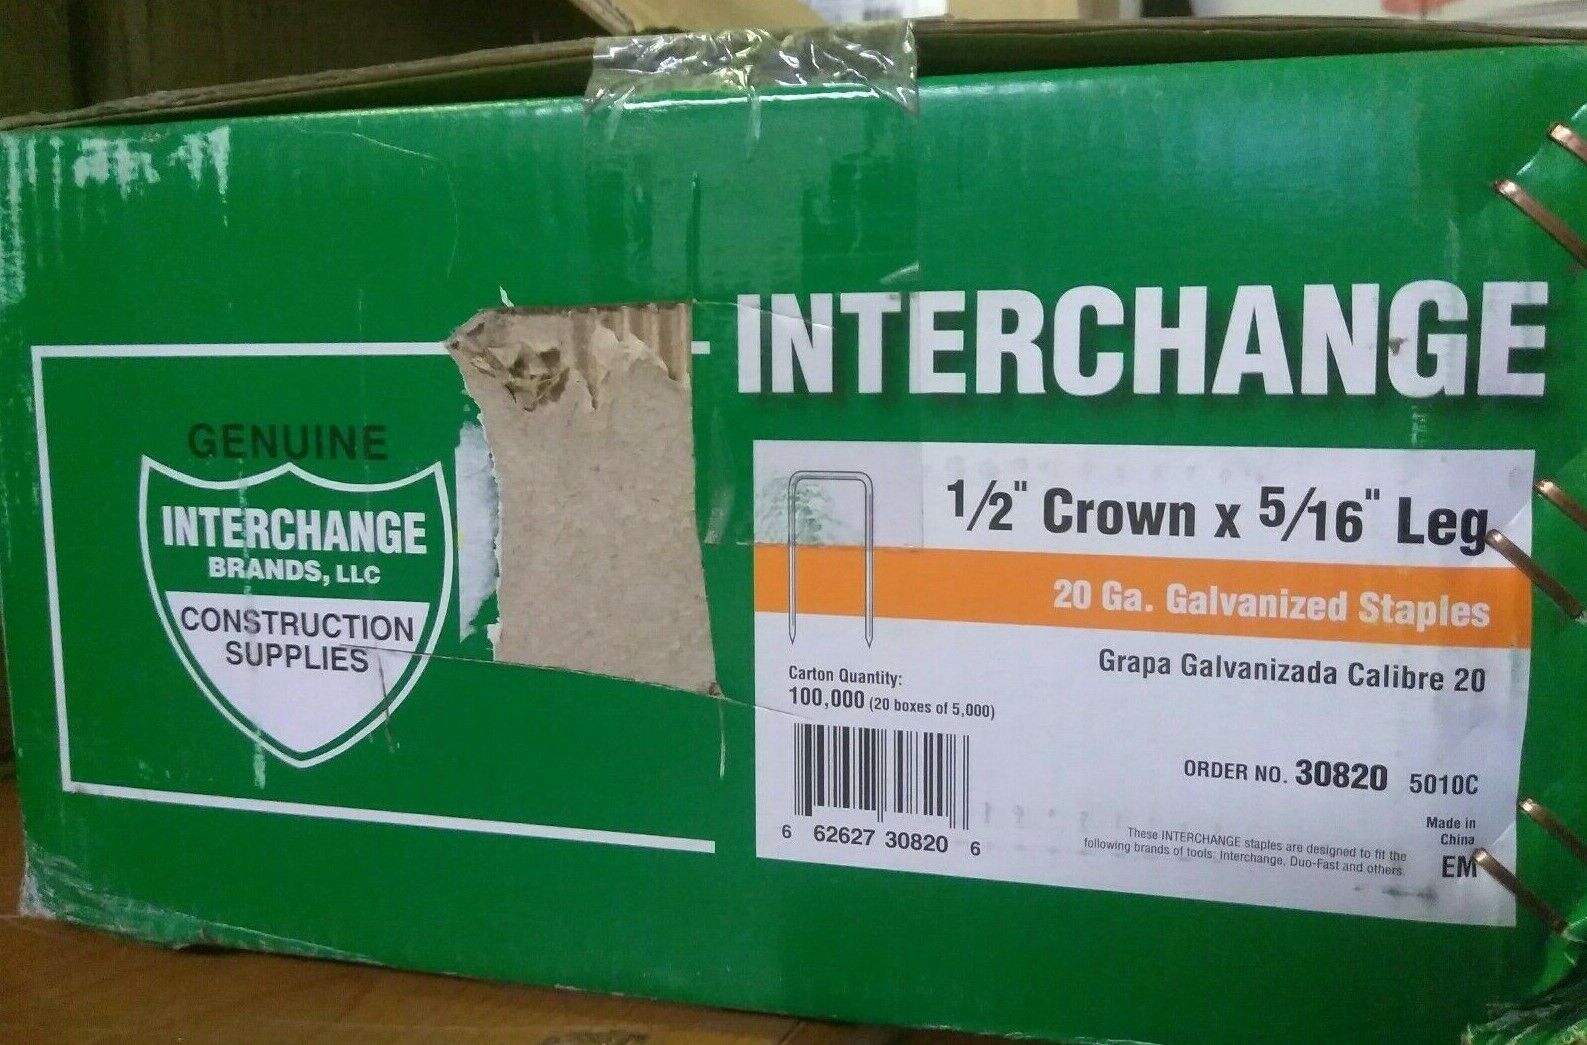 GENUINE
INTERCHANGE
BRANDS, LLC
CONSTRUCTION
SUPPLIES
INTERCHANGE
1/2" Crown x 5/16" Leg
20 Ga. Galvanized Staples
Grapa Galvanizada Calibre 20
Carton Quantity:
100,000 (20 boxes of 5,000)
6 62627 30820 6
ORDER NO. 30820 5010C
Made in
China
EM
These INTERCHANGE staples are designed to fit the
following brands of tools; Interchange, Duo-Fast and others.